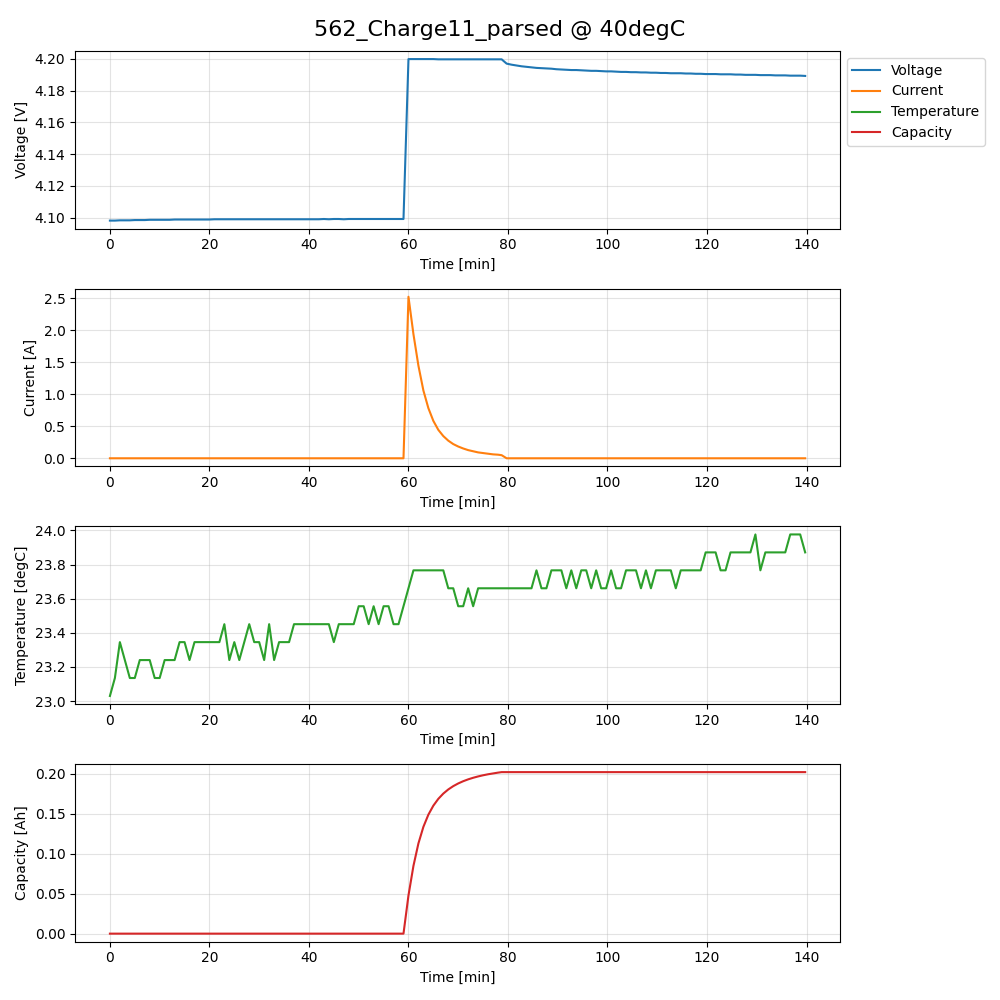 562_Charge11_parsed @ 40degC
4.20
4.18
4.16
4.14
4.12
4.10
Voltage [V]
0 20 40 60 80 100 120 140
Time [min]
Voltage
Current
Temperature
Capacity
2.5
2.0
1.5
1.0
0.5
0.0
Current [A]
0 20 40 60 80 100 120 140
Time [min]
24.0
23.8
23.6
23.4
23.2
23.0
Temperature [degC]
0 20 40 60 80 100 120 140
Time [min]
0.20
0.15
0.10
0.05
0.00
Capacity [Ah]
0 20 40 60 80 100 120 140
Time [min]